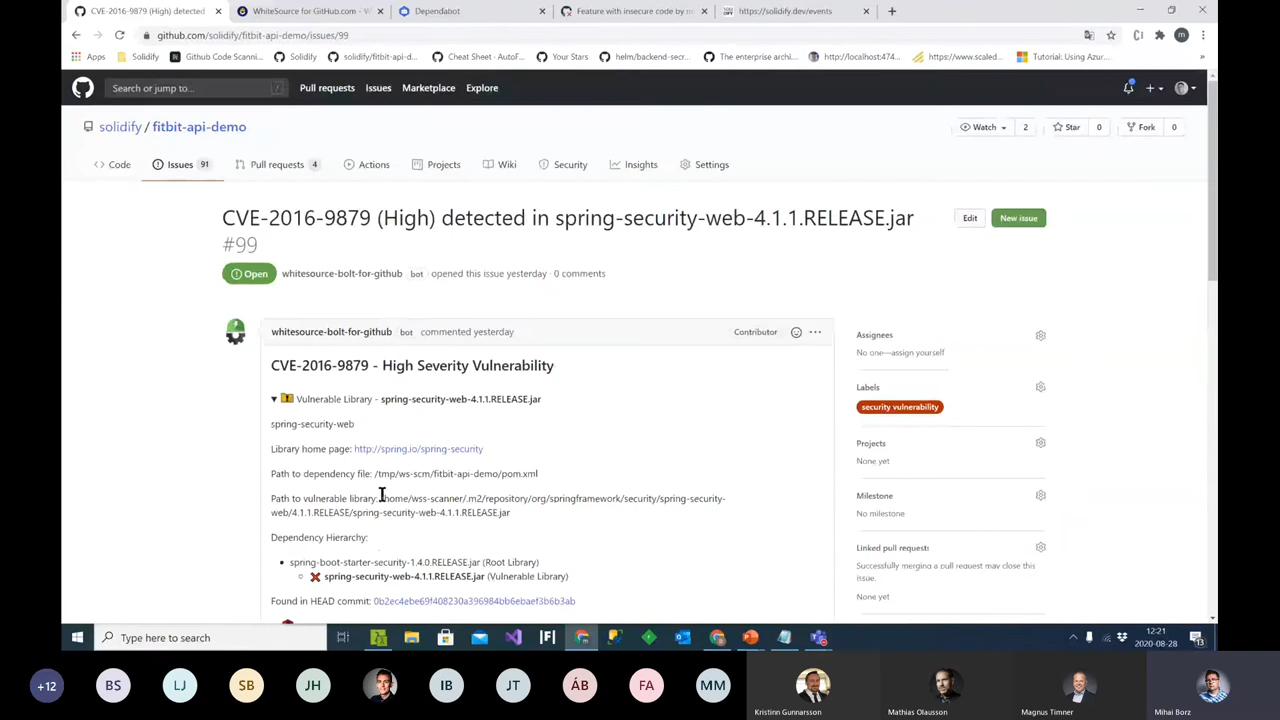 CVE-2016-9879 (High) detected
WhiteSource for GitHub.com - W
Dependabot
Feature with insecure code by m
https://solidify.dev/events
github.com/solidify/fitbit-api-demo/issues/99
Apps
Solidify
Github Code Scanni...
Solidify
solidify/fitbit-api-d...
Cheat Sheet - AutoF...
Your Stars
helm/backend-secr...
The enterprise archi...
http://localhost:474...
https://www.scaled...
Tutorial: Using Azur...
Search or jump to...
/
Pull requests
Issues
Marketplace
Explore
solidify / fitbit-api-demo
Watch
2
Star
0
Fork
0
Code
Issues 91
Pull requests 4
Actions
Projects
Wiki
Security
Insights
Settings
CVE-2016-9879 (High) detected in spring-security-web-4.1.1.RELEASE.jar
#99
Edit
New issue
Open
whitesource-bolt-for-github bot opened this issue yesterday · 0 comments
whitesource-bolt-for-github bot commented yesterday
Contributor
CVE-2016-9879 - High Severity Vulnerability
Vulnerable Library - spring-security-web-4.1.1.RELEASE.jar
spring-security-web
Library home page: http://spring.io/spring-security
Path to dependency file: /tmp/ws-scm/fitbit-api-demo/pom.xml
Path to vulnerable library: /home/wss-scanner/.m2/repository/org/springframework/security/spring-security-
web/4.1.1.RELEASE/spring-security-web-4.1.1.RELEASE.jar
Dependency Hierarchy:
spring-boot-starter-security-1.4.0.RELEASE.jar (Root Library)
spring-security-web-4.1.1.RELEASE.jar (Vulnerable Library)
Found in HEAD commit: 0b2ec4ebe69f408230a396984bb6ebaef3b6b3ab
Assignees
No one—assign yourself
Labels
security vulnerability
Projects
None yet
Milestone
No milestone
Linked pull requests
Successfully merging a pull request may close this
issue.
None yet
Type here to search
12:21
2020-08-28
13
+12
BS
LJ
SB
JH
IB
JT
ÁB
FA
MM
Kristinn Gunnarsson
Mathias Olausson
Magnus Timner
Mihai Borz